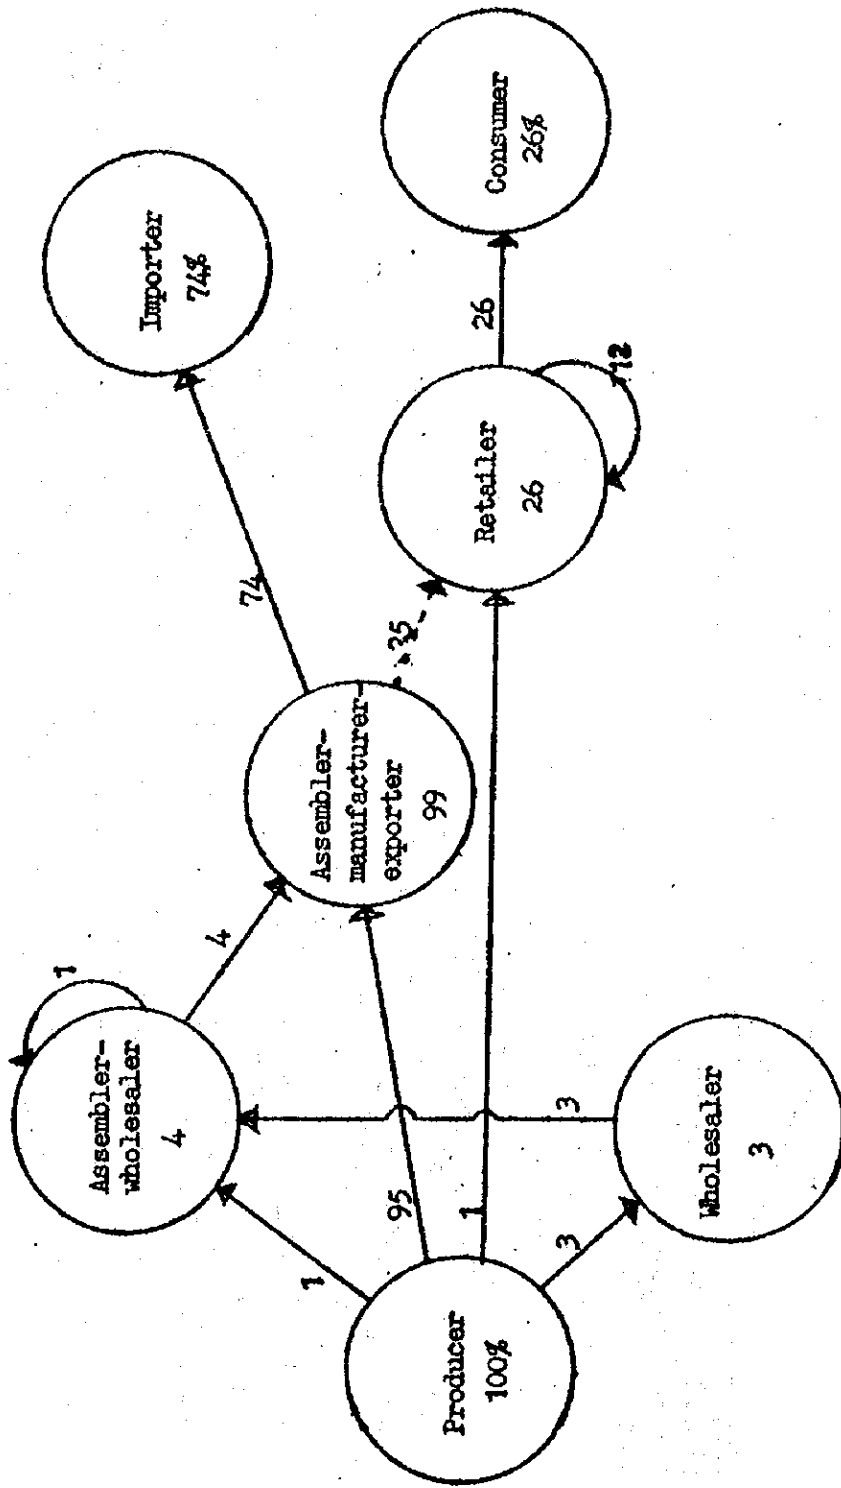 Producer
100%
1
95
1
3
Assembler-
wholesaler
4
1
4
Wholesaler
3
3
Assembler-
manufacturer-
exporter
99
74
Importer
74%
Retailer
26
12
26
Consumer
26%